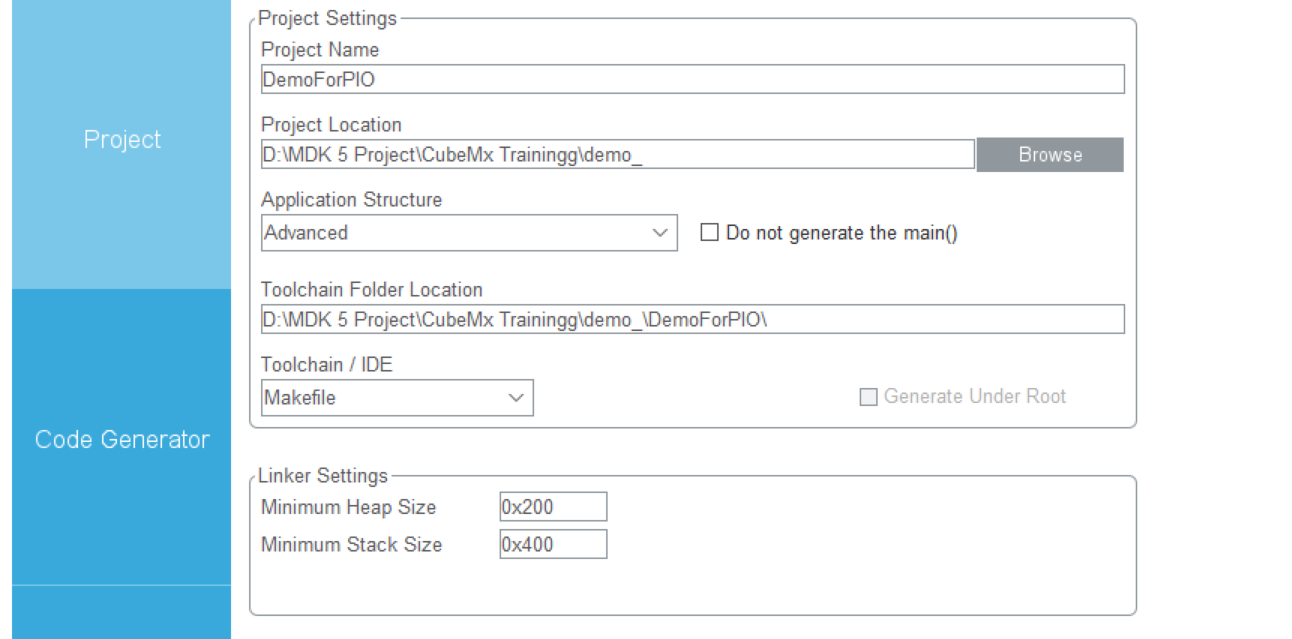 Project
Code Generator
Project Settings
Project Name
DemoForPIO
Project Location
D:\MDK 5 Project\CubeMx Trainingg\demo_
Browse
Application Structure
Advanced
Do not generate the main()
Toolchain Folder Location
D:\MDK 5 Project\CubeMx Trainingg\demo_\DemoForPIO\
Toolchain / IDE
Makefile
Generate Under Root
Linker Settings
Minimum Heap Size
0x200
Minimum Stack Size
0x400